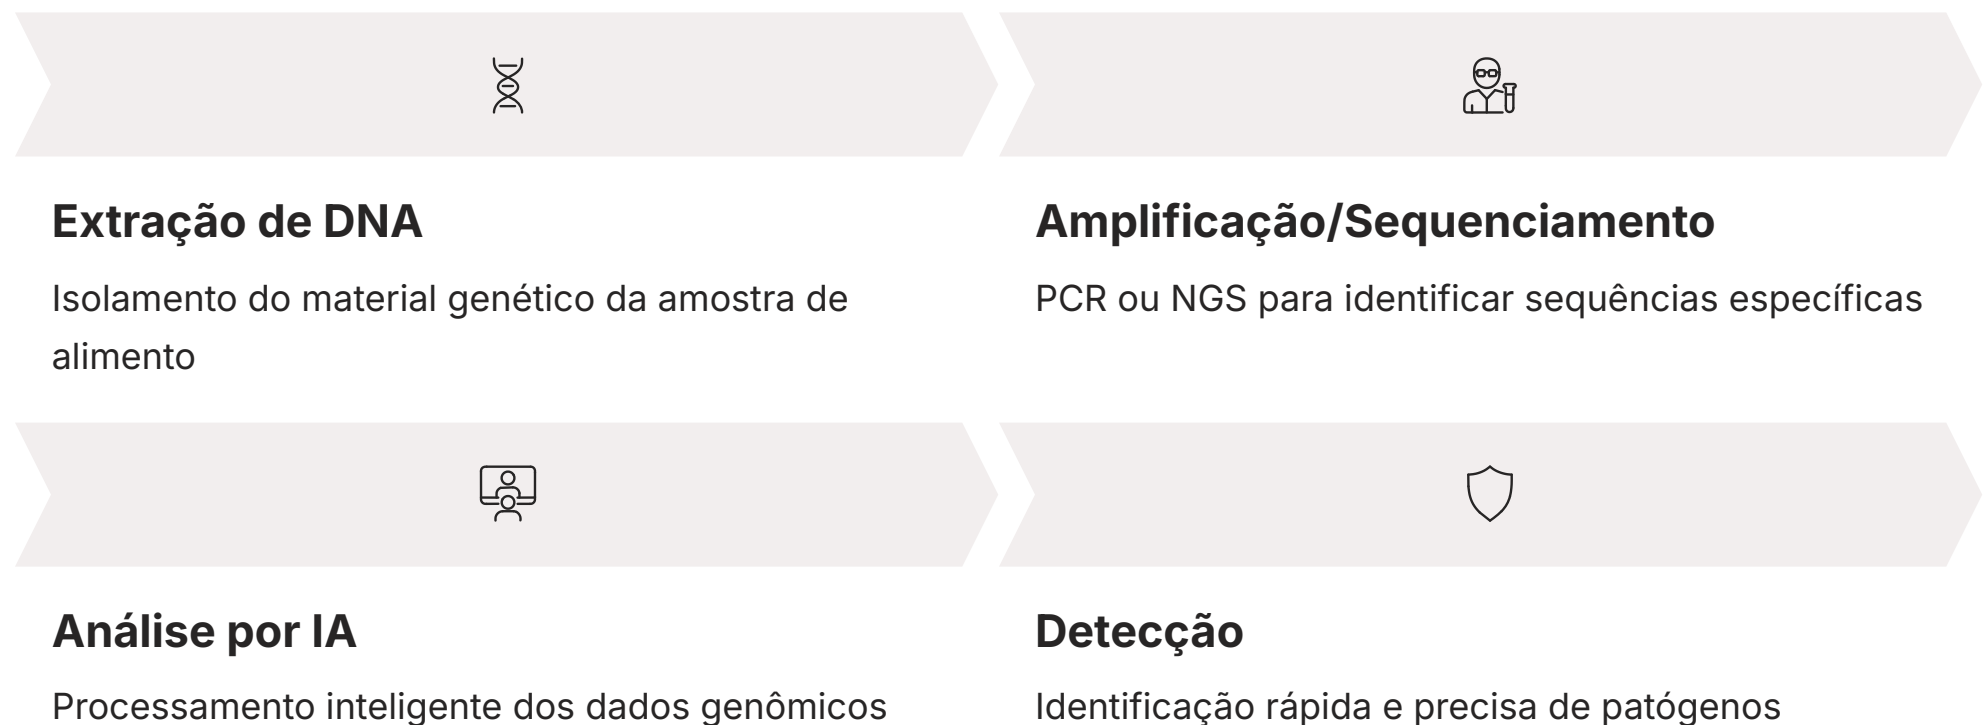 Extração de DNA
Isolamento do material genético da amostra de
alimento
Amplificação/Sequenciamento
PCR ou NGS para identificar sequências específicas
Análise por IA
Processamento inteligente dos dados genômicos
Detecção
Identificação rápida e precisa de patógenos